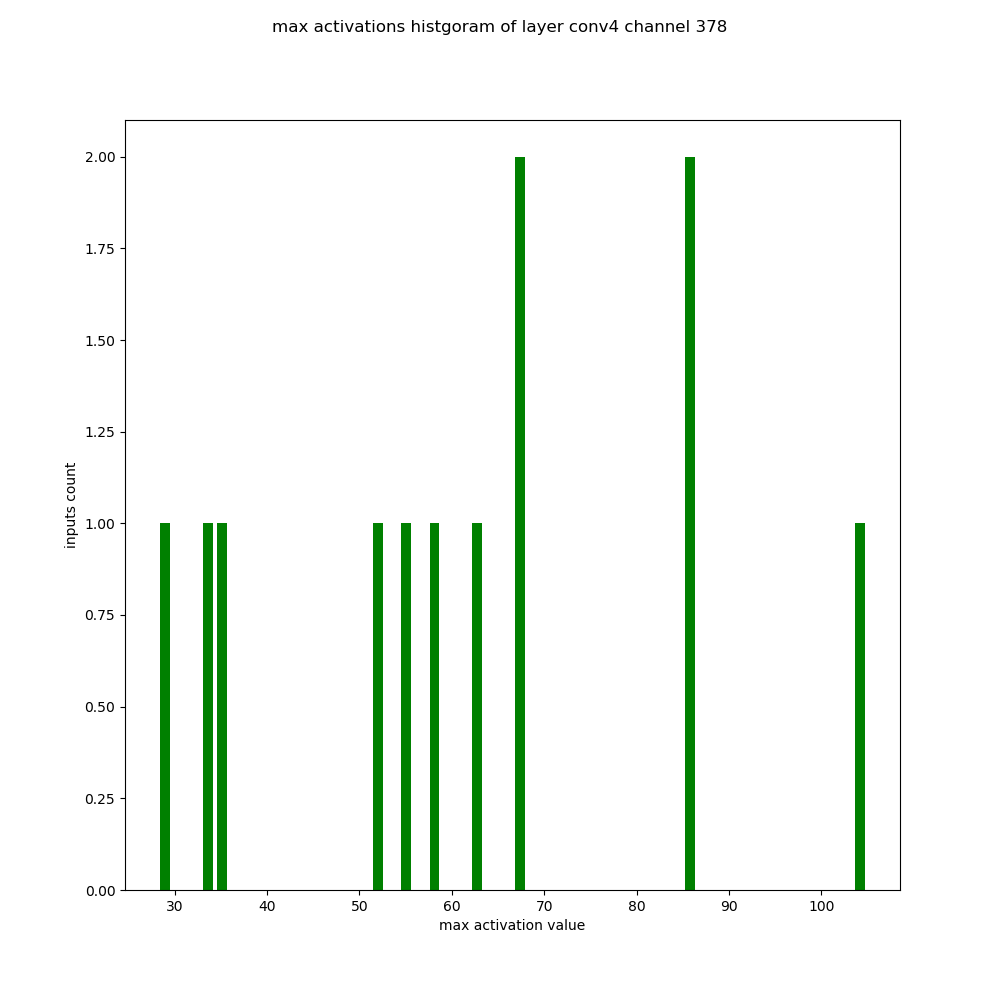 max activations histgoram of layer conv4 channel 378
2.00
1.75
1.50
1.25
1.00
0.75
0.50
0.25
0.00
inputs count
30 40 50 60 70 80 90 100
max activation value